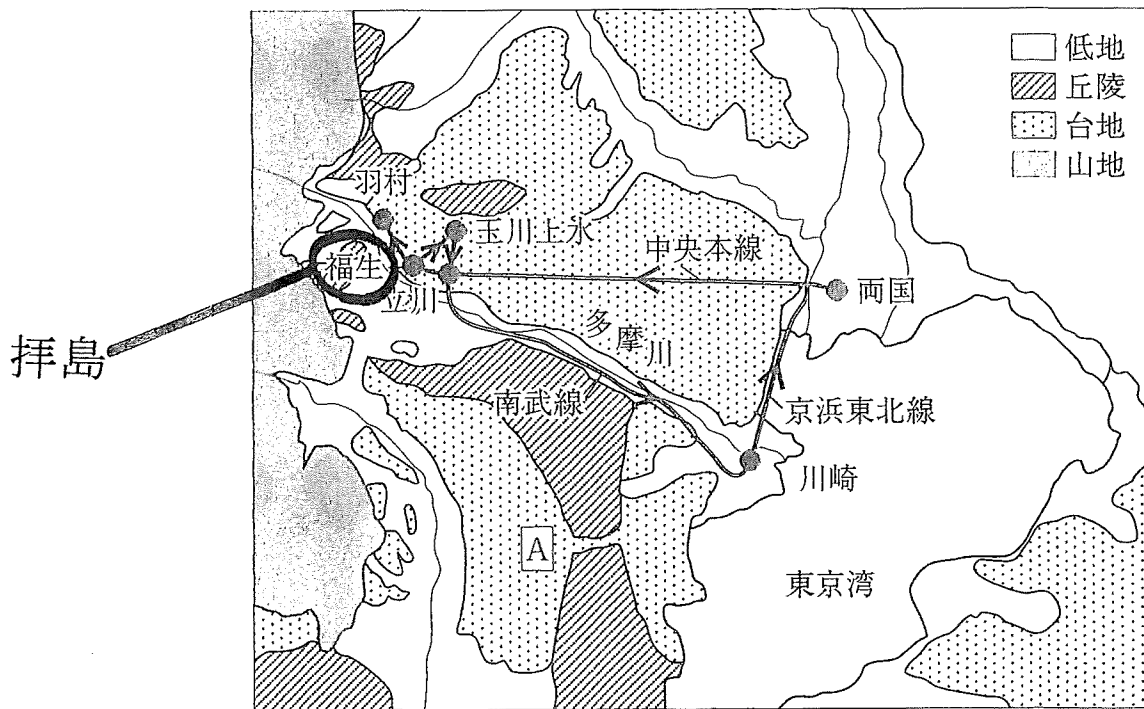 低地
丘陵
台地
山地
羽村
玉川上水
福生
立川
中央本線
両国
多摩川
拝島
南武線
京浜東北線
川崎
A
東京湾